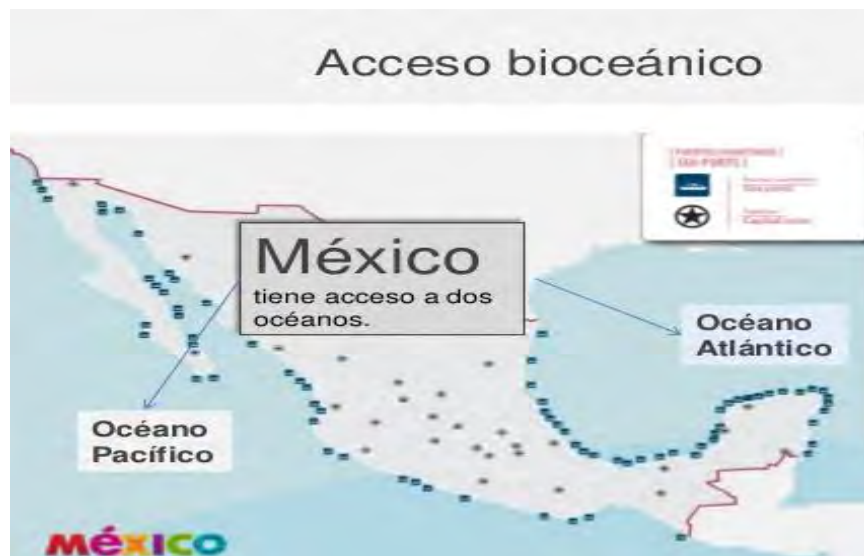 Acceso bioceánico
México
tiene acceso a dos
océanos.
Océano
Atlántico
Océano
Pacífico
México